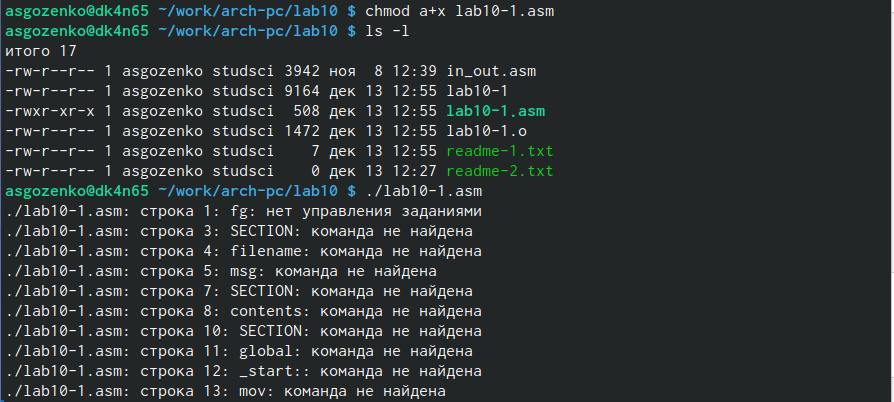 asgozenko@dk4n65 ~/work/arch-pc/lab10 $ chmod a+x lab10-1.asm
asgozenko@dk4n65 ~/work/arch-pc/lab10 $ ls -l
итого 17
-rw-r--r-- 1 asgozenko studsci 3942 ноя  8 12:39 in_out.asm
-rw-r--r-- 1 asgozenko studsci 9164 дек 13 12:55 lab10-1
-rwxr-xr-x 1 asgozenko studsci  508 дек 13 12:55 lab10-1.asm
-rw-r--r-- 1 asgozenko studsci 1472 дек 13 12:55 lab10-1.o
-rw-r--r-- 1 asgozenko studsci    7 дек 13 12:55 readme-1.txt
-rw-r--r-- 1 asgozenko studsci    0 дек 13 12:27 readme-2.txt
asgozenko@dk4n65 ~/work/arch-pc/lab10 $ ./lab10-1.asm
./lab10-1.asm: строка 1: fg: нет управления заданиями
./lab10-1.asm: строка 3: SECTION: команда не найдена
./lab10-1.asm: строка 4: filename: команда не найдена
./lab10-1.asm: строка 5: msg: команда не найдена
./lab10-1.asm: строка 7: SECTION: команда не найдена
./lab10-1.asm: строка 8: contents: команда не найдена
./lab10-1.asm: строка 10: SECTION: команда не найдена
./lab10-1.asm: строка 11: global: команда не найдена
./lab10-1.asm: строка 12: _start:: команда не найдена
./lab10-1.asm: строка 13: mov: команда не найдена